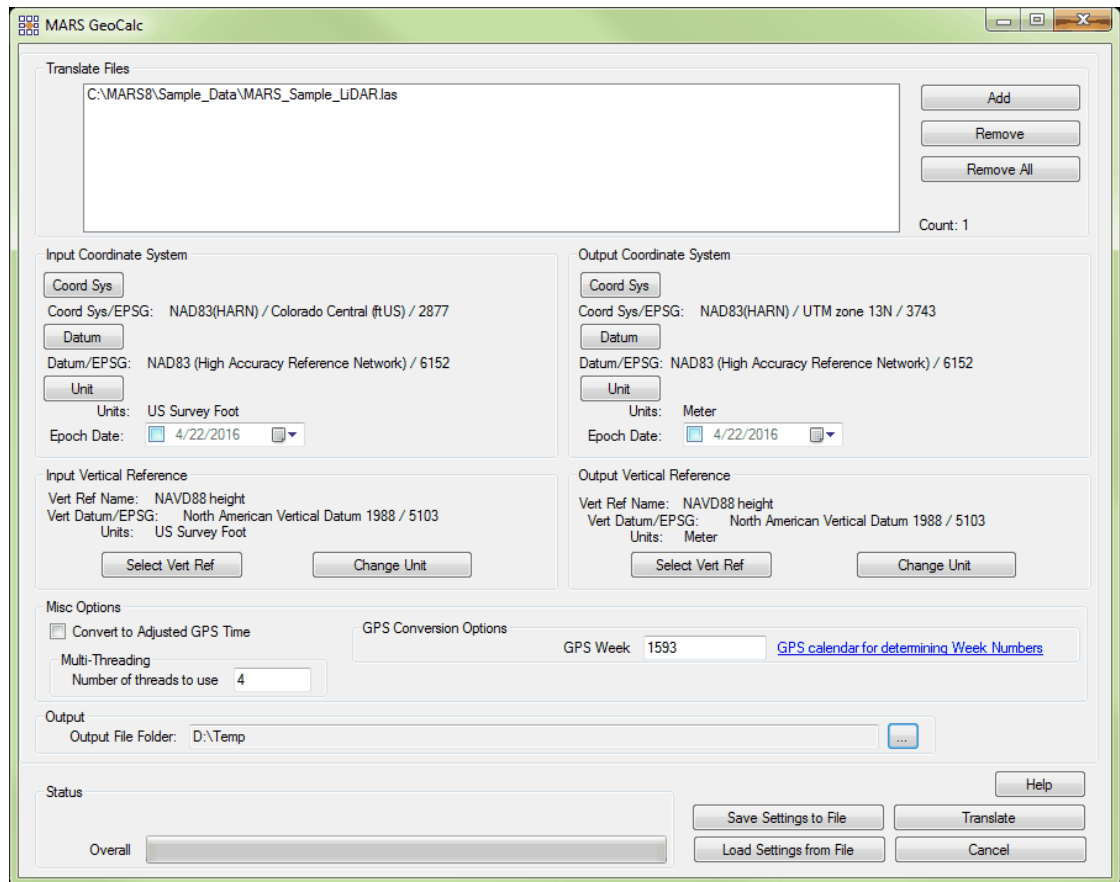 MARS GeoCalc
Translate Files
C:\MARS8\Sample_Data\MARS_Sample_LiDAR.las
Add
Remove
Remove All
Count: 1
Input Coordinate System
Coord Sys
Coord Sys/EPSG: NAD83(HARN) / Colorado Central (ftUS) / 2877
Datum
Datum/EPSG: NAD83 (High Accuracy Reference Network) / 6152
Unit
Units: US Survey Foot
Epoch Date: 4/22/2016
Output Coordinate System
Coord Sys
Coord Sys/EPSG: NAD83(HARN) / UTM zone 13N / 3743
Datum
Datum/EPSG: NAD83 (High Accuracy Reference Network) / 6152
Unit
Units: Meter
Epoch Date: 4/22/2016
Input Vertical Reference
Vert Ref Name: NAVD88 height
Vert Datum/EPSG: North American Vertical Datum 1988 / 5103
Units: US Survey Foot
Select Vert Ref Change Unit
Output Vertical Reference
Vert Ref Name: NAVD88 height
Vert Datum/EPSG: North American Vertical Datum 1988 / 5103
Units: Meter
Select Vert Ref Change Unit
Misc Options
Convert to Adjusted GPS Time
Multi-Threading
Number of threads to use 4
GPS Conversion Options
GPS Week 1593 GPS calendar for determining Week Numbers
Output
Output File Folder: D:\Temp ...
Status
Overall
Help
Save Settings to File Translate
Load Settings from File Cancel